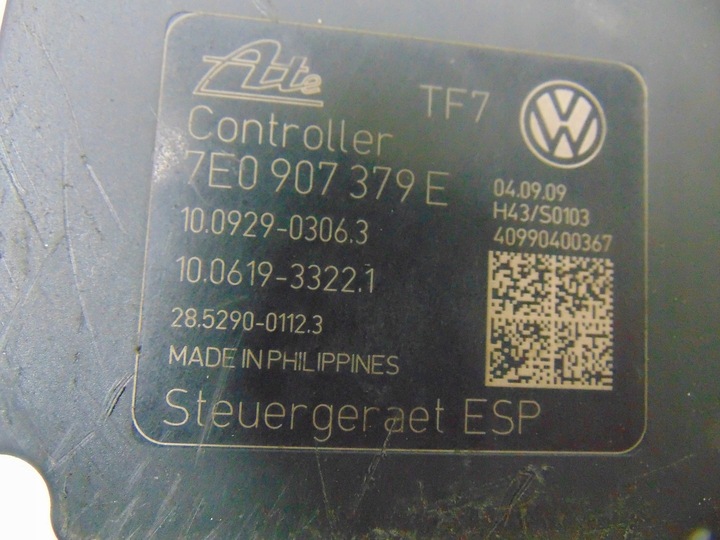 Ate
TF7
VW
Controller
7E0 907 379 E
04.09.09
H43/S0103
40990400367
10.0929-0306.3
10.0619-3322.1
28.5290-0112.3
MADE IN PHILIPPINES
Steuergeraet ESP